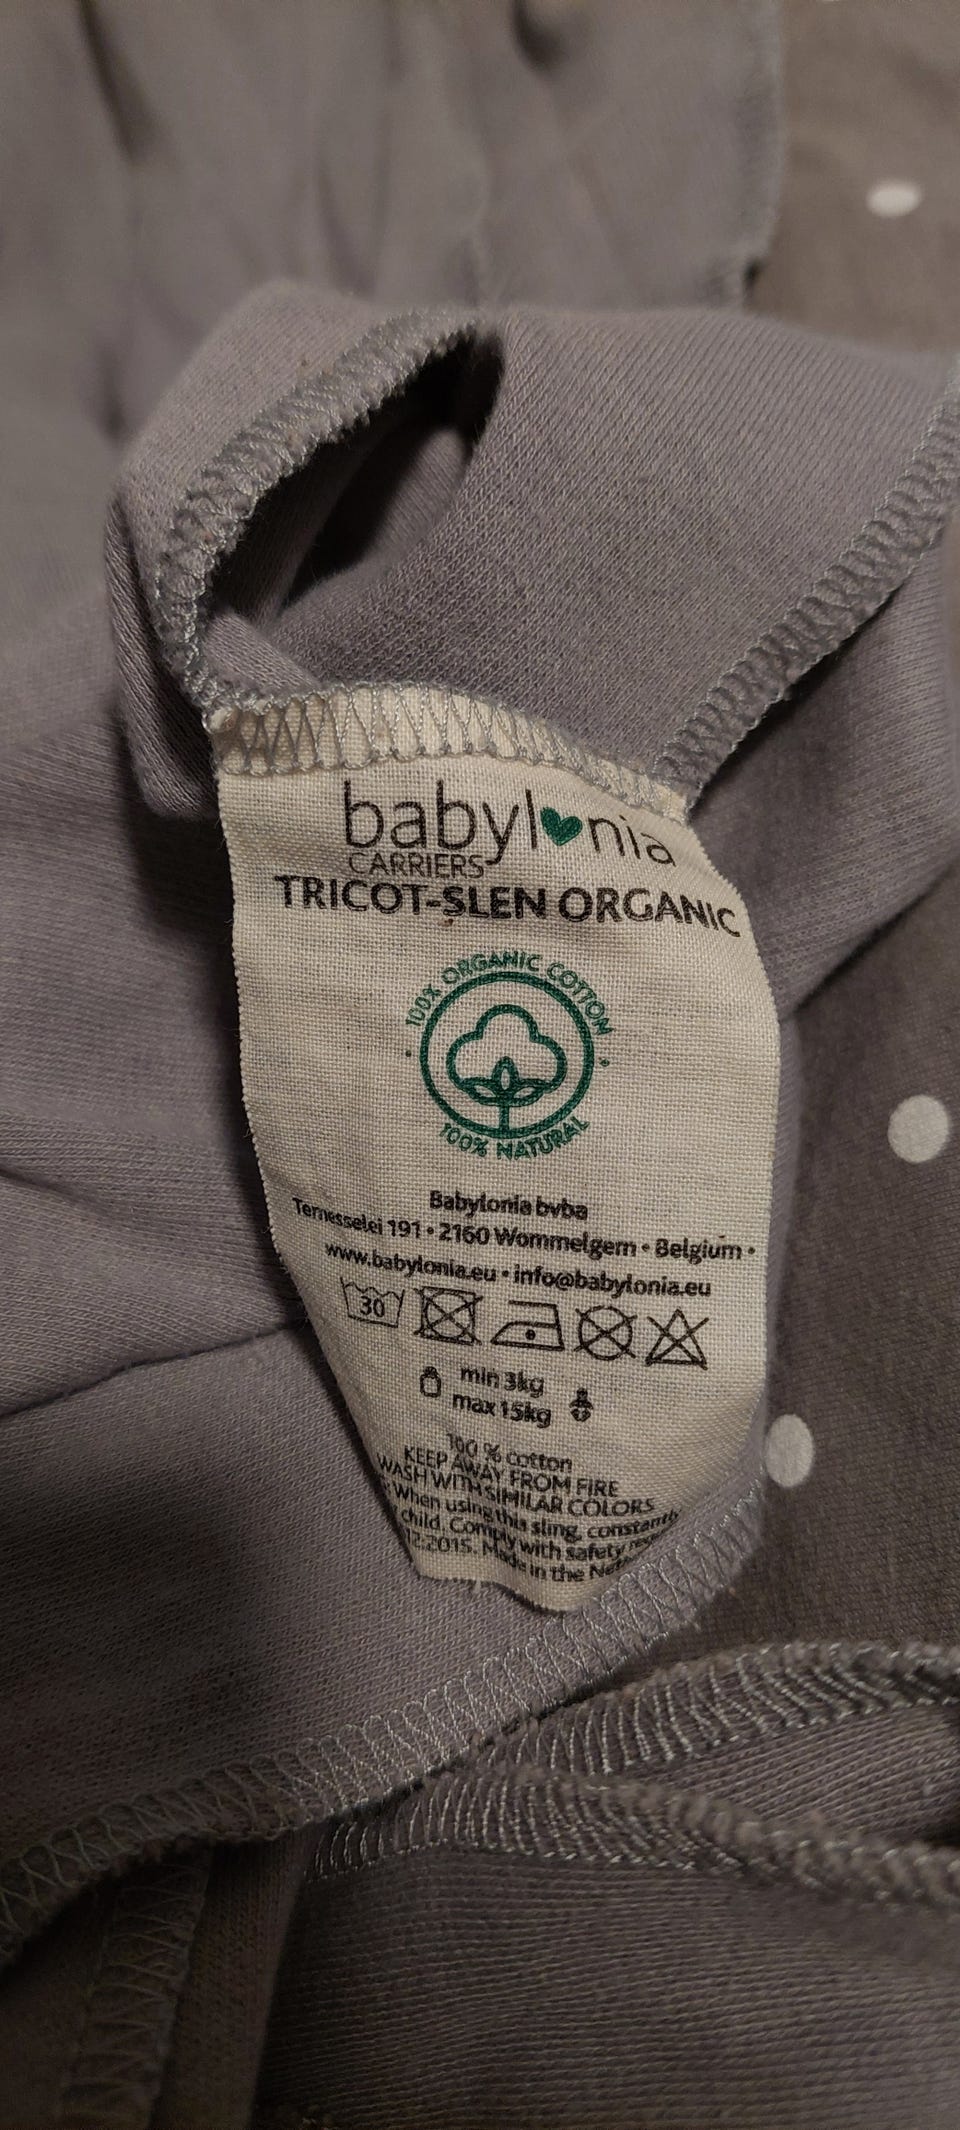 babylonia
CARRIERS
TRICOT-SLEN ORGANIC
100% ORGANIC COTTON
100% NATURAL
Babylonia bvba
Ternesselei 191 • 2160 Wommelgem • Belgium •
www.babylonia.eu • info@babylonia.eu
30
min 3kg
max 15kg
100 % cotton
KEEP AWAY FROM FIRE
WASH WITH SIMILAR COLORS
When using this sling, constantly
child. Comply with safety
12:2015. Made in the